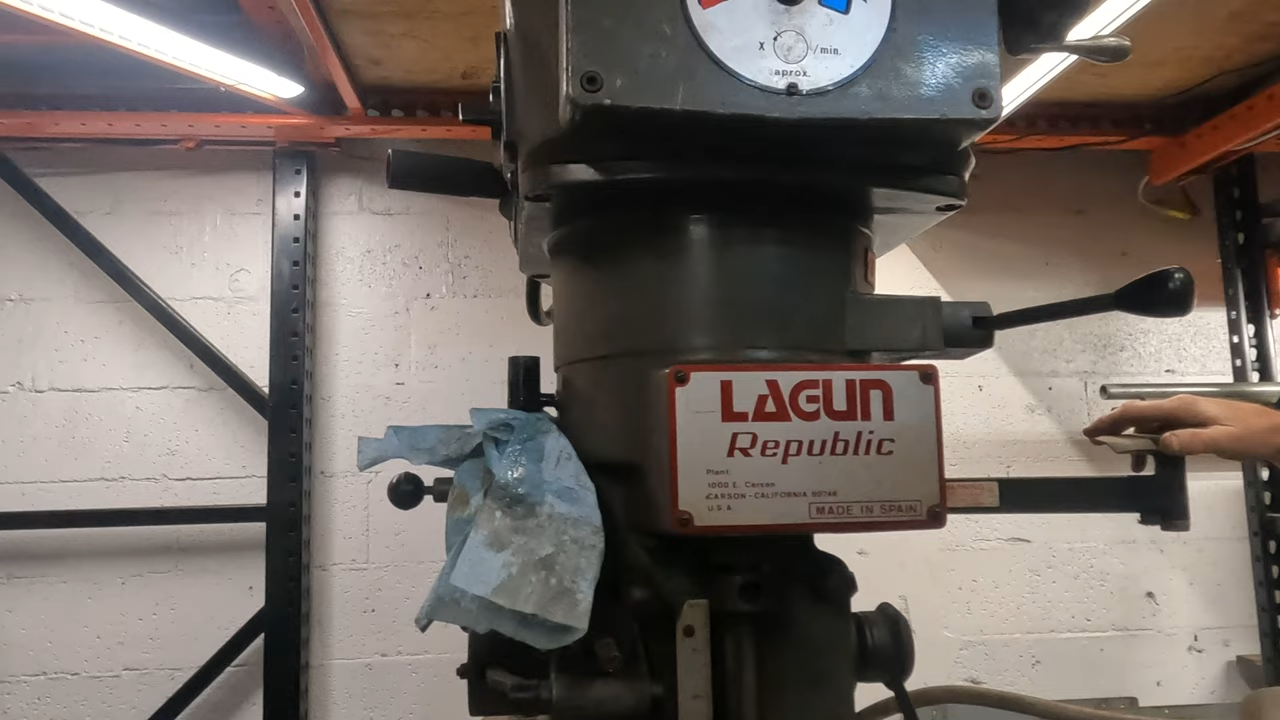 X /min.
aprox.
LAGUN
Republic
Plant:
1000 E. Carson
CARSON - CALIFORNIA 90746
U.S.A.
MADE IN SPAIN